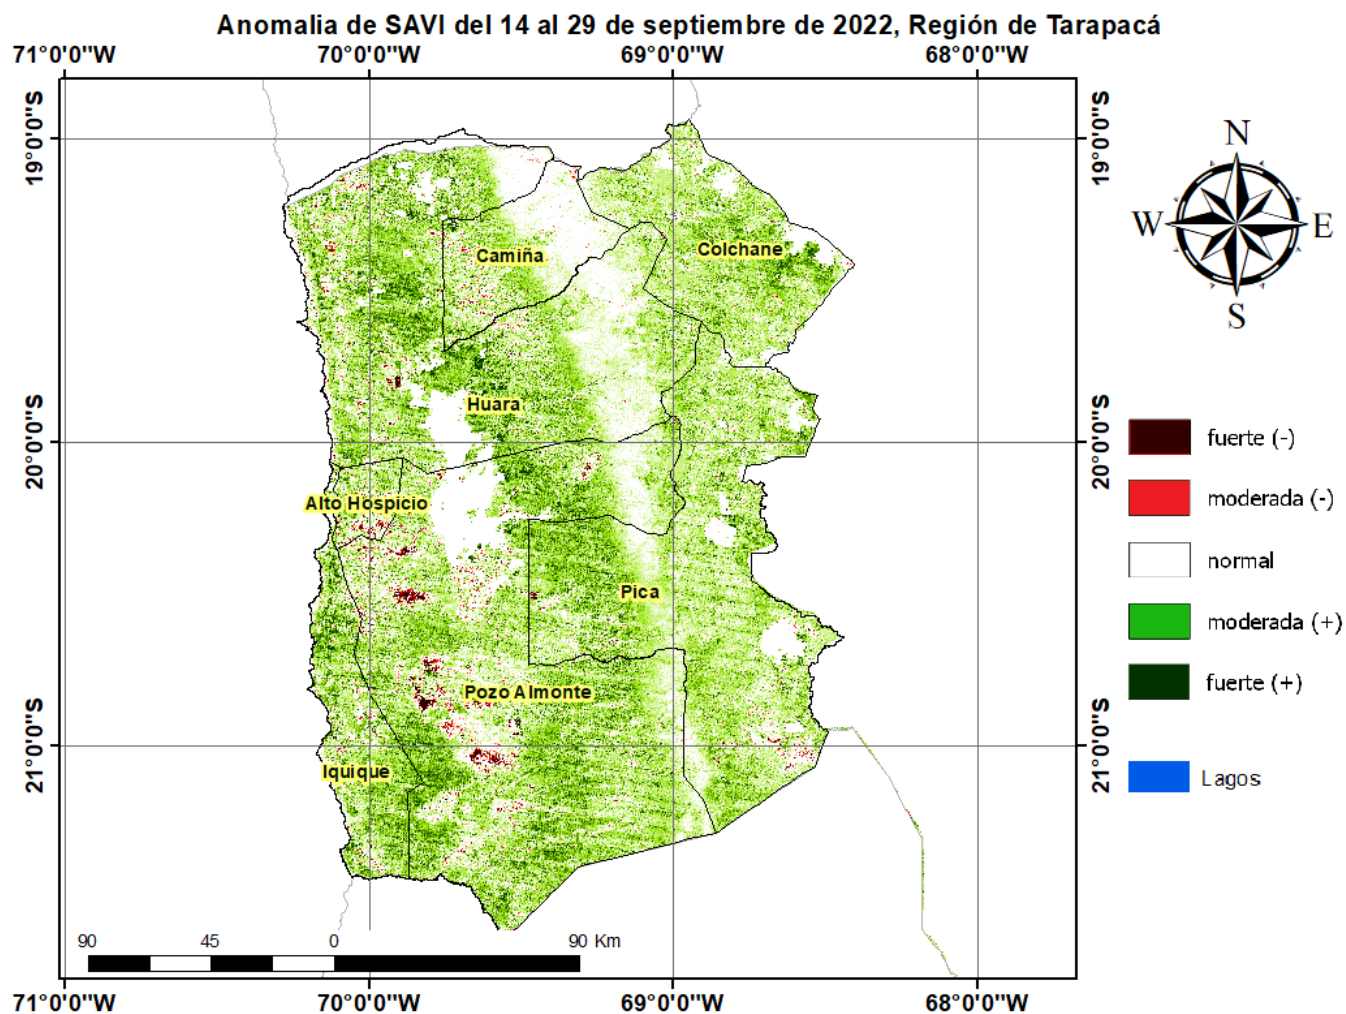 Anomalia de SAVI del 14 al 29 de septiembre de 2022, Región de Tarapacá
71°0'0"W 70°0'0"W 69°0'0"W 68°0'0"W
19°0'0"S 19°0'0"S
N
W E
S
Camiña
Colchane
Huara
20°0'0"S 20°0'0"S
Alto Hospicio
Pica
Pozo Almonte
21°0'0"S 21°0'0"S
Iquique
fuerte (-)
moderada (-)
normal
moderada (+)
fuerte (+)
Lagos
90 45 0 90 Km
71°0'0"W 70°0'0"W 69°0'0"W 68°0'0"W